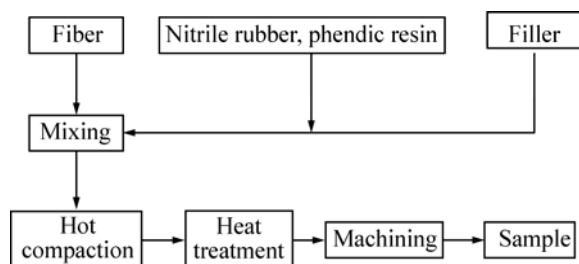 Fiber
Nitrile rubber, phendic resin
Filler
Mixing
Hot
compaction
Heat
treatment
Machining
Sample